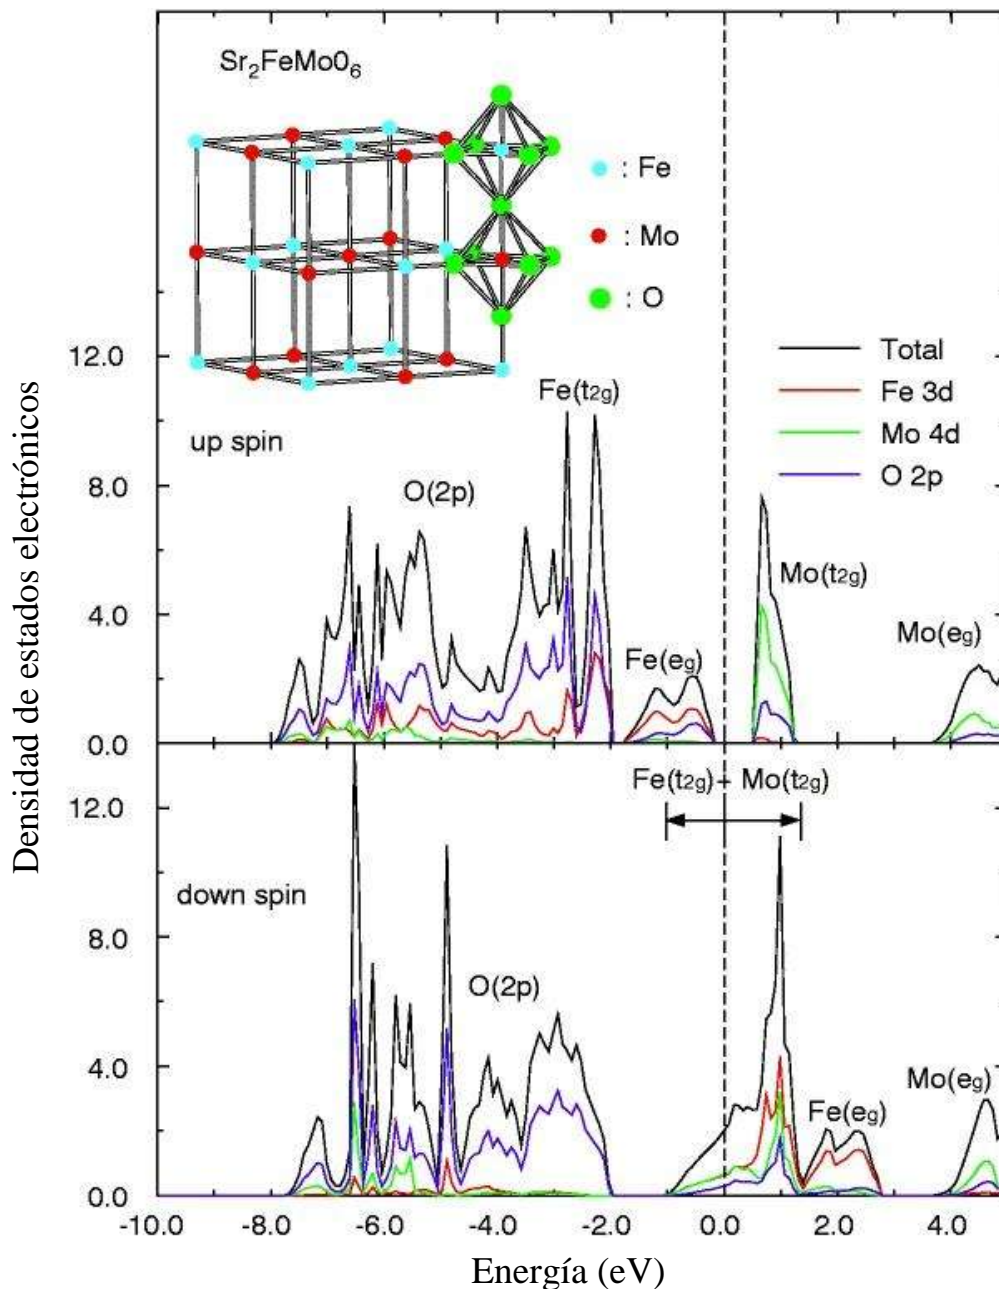 Sr2FeMo06
: Fe
: Mo
: O
Densidad de estados electrónicos
12.0
8.0
4.0
0.0
up spin
Fe(t2g)
O(2p)
Total
Fe 3d
Mo 4d
O 2p
Mo(t2g)
Fe(eg)
Mo(eg)
Fe(t2g)+ Mo(t2g)
12.0
8.0
4.0
0.0
down spin
O(2p)
Fe(eg)
Mo(eg)
-10.0 -8.0 -6.0 -4.0 -2.0 0.0 2.0 4.0
Energía (eV)